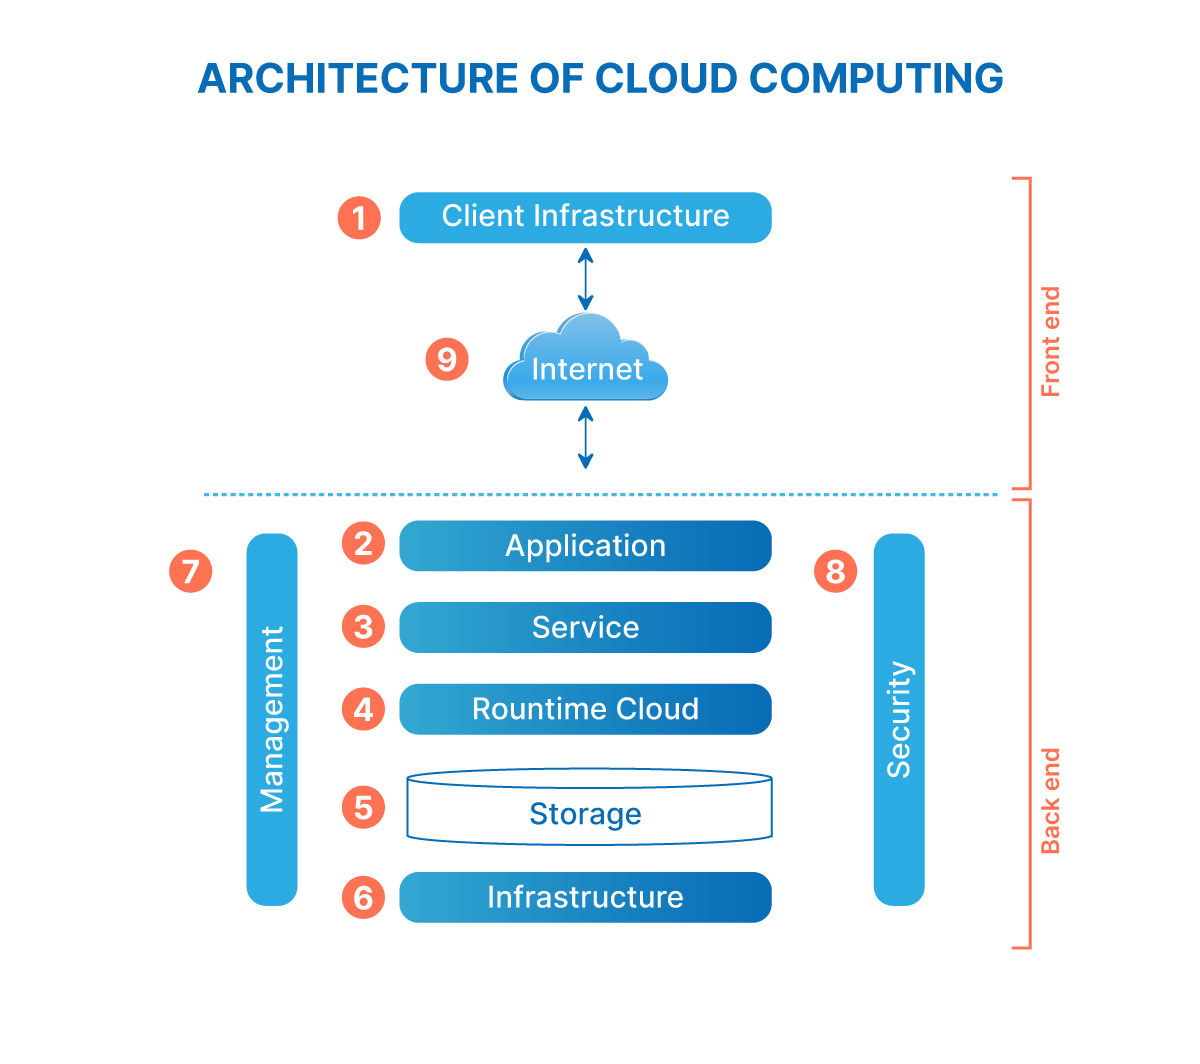 ARCHITECTURE OF CLOUD COMPUTING
1 Client Infrastructure
9 Internet
Front end
2 Application
7 Management
8 Security
3 Service
4 Rountime Cloud
5 Storage
6 Infrastructure
Back end